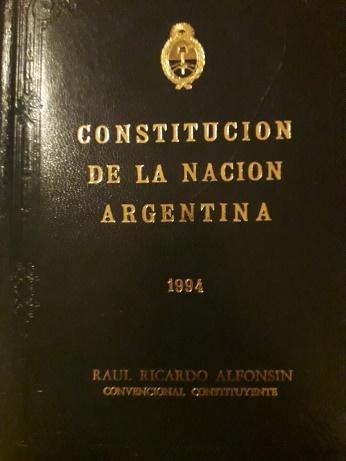 CONSTITUCION
DE LA NACION
ARGENTINA
1994
RAUL RICARDO ALFONSIN
CONVENCIONAL CONSTITUYENTE